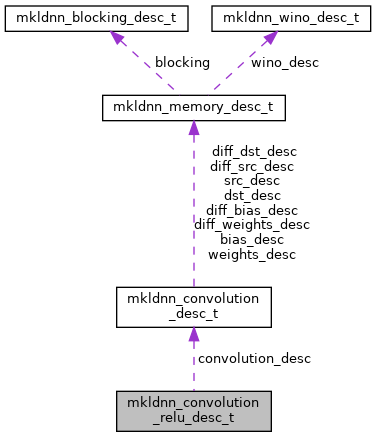 mkldnn_blocking_desc_t
mkldnn_wino_desc_t
blocking
wino_desc
mkldnn_memory_desc_t
diff_dst_desc
diff_src_desc
src_desc
dst_desc
diff_bias_desc
diff_weights_desc
bias_desc
weights_desc
mkldnn_convolution
_desc_t
convolution_desc
mkldnn_convolution
_relu_desc_t